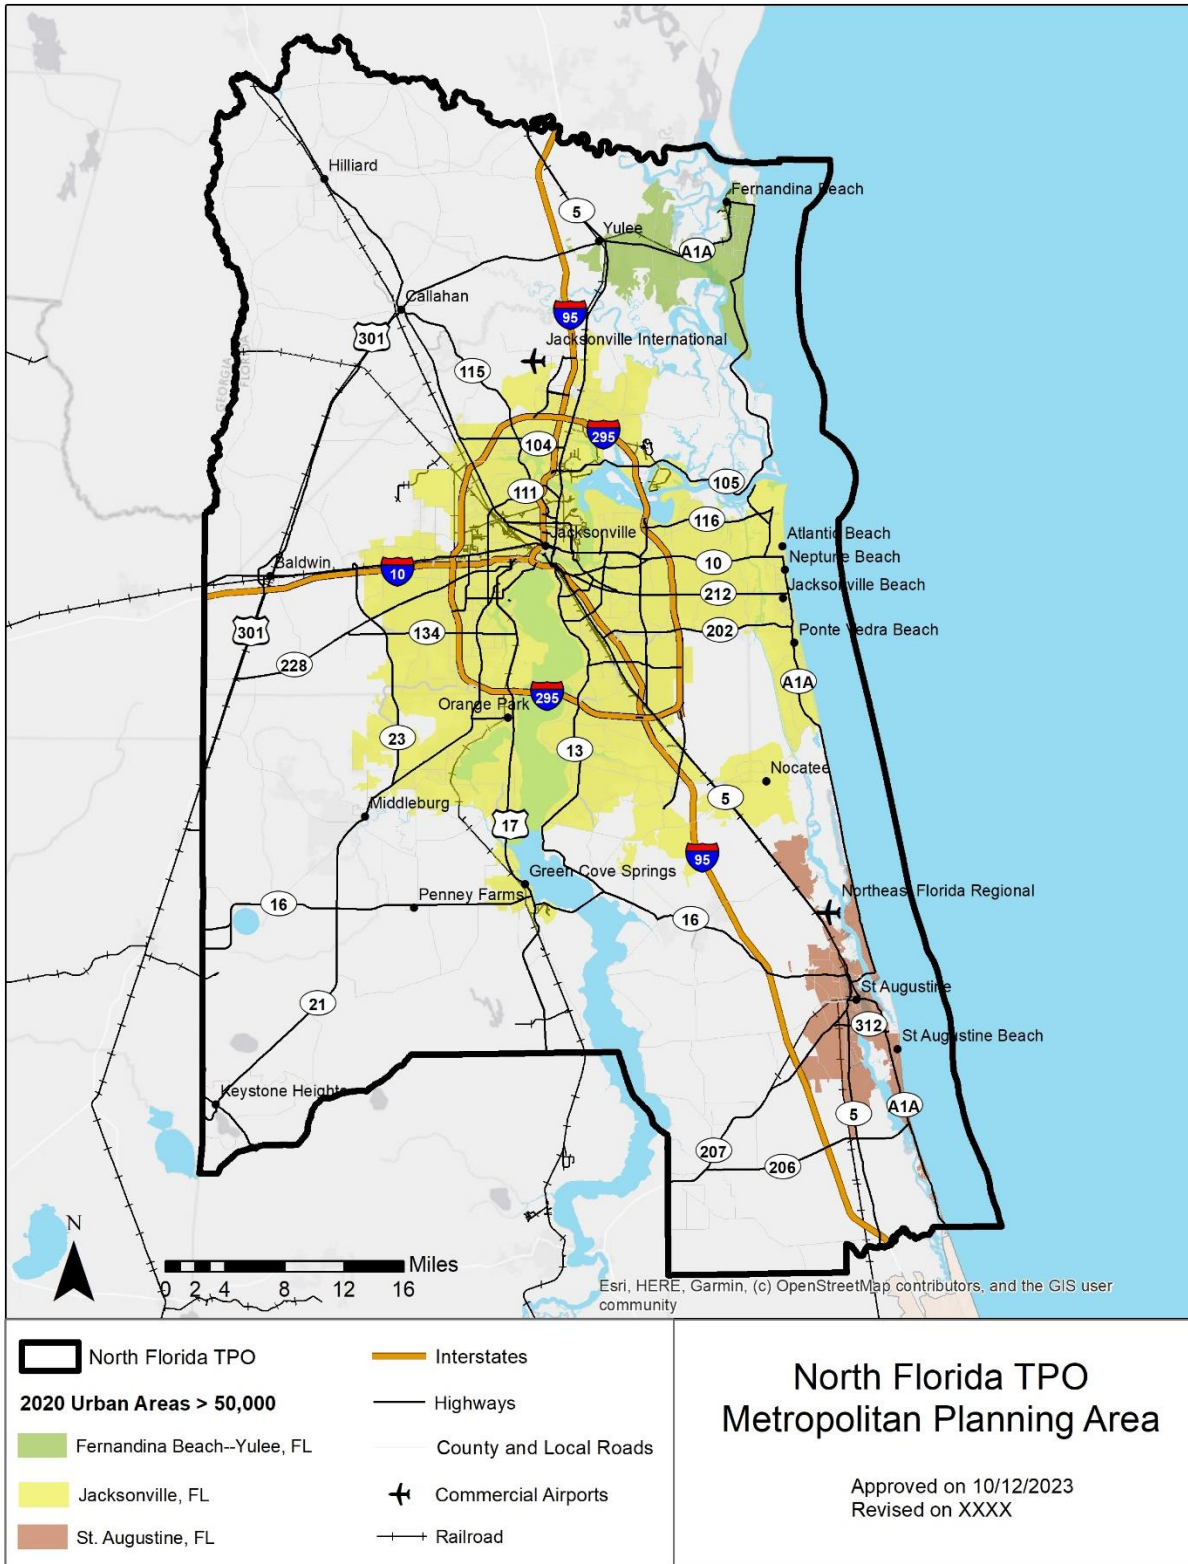 Hilliard
Fernandina Beach
5
Yulee
A1A
Callahan
95
301
Jacksonville International
GEORGIA
FLORIDA
115
104
295
105
111
116
Jacksonville
Atlantic Beach
10
Neptune Beach
Baldwin
10
Jacksonville Beach
212
301
134
202
Ponte Vedra Beach
228
A1A
295
Orange Park
23
13
Nocatee
5
Middleburg
17
95
Green Cove Springs
Northeast Florida Regional
16
Penney Farms
16
St Augustine
21
312
St Augustine Beach
Keystone Heights
5
A1A
207
206
N
Miles
0 2 4 8 12 16
Esri, HERE, Garmin, (c) OpenStreetMap contributors, and the GIS user
community
North Florida TPO
2020 Urban Areas > 50,000
Fernandina Beach--Yulee, FL
Jacksonville, FL
St. Augustine, FL
Interstates
Highways
County and Local Roads
Commercial Airports
Railroad
North Florida TPO
Metropolitan Planning Area
Approved on 10/12/2023
Revised on XXXX